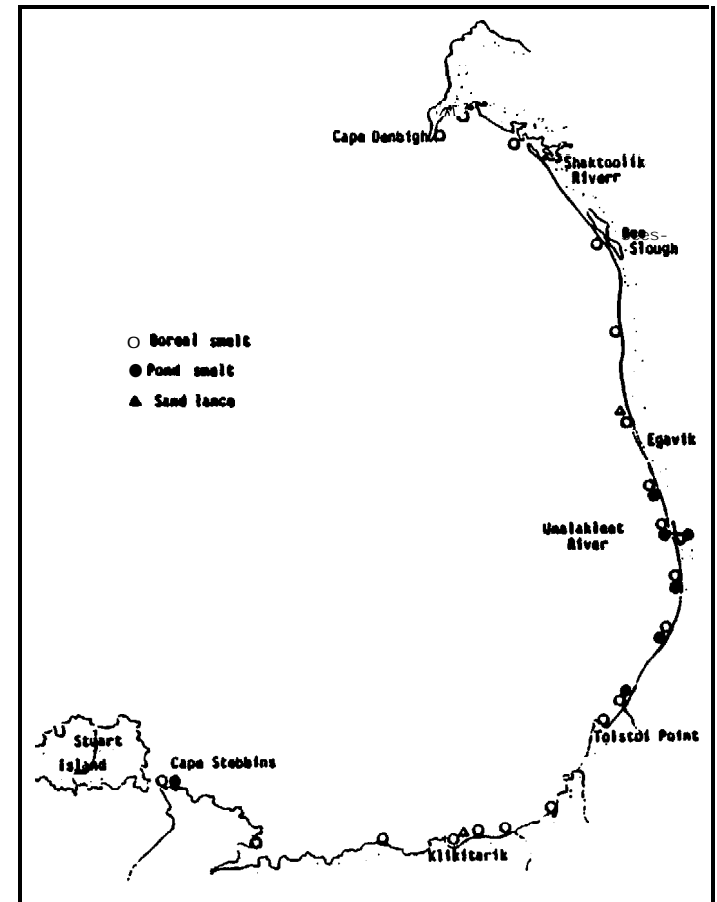 Cape Denbigh
Shaktoolik
Riverr
Slough
Boreal smelt
Pond smelt
Sand lance
Egavik
Unalakleet
River
Tolstoi Point
Stuart
Island
Cape Stebbins
Klikitarik